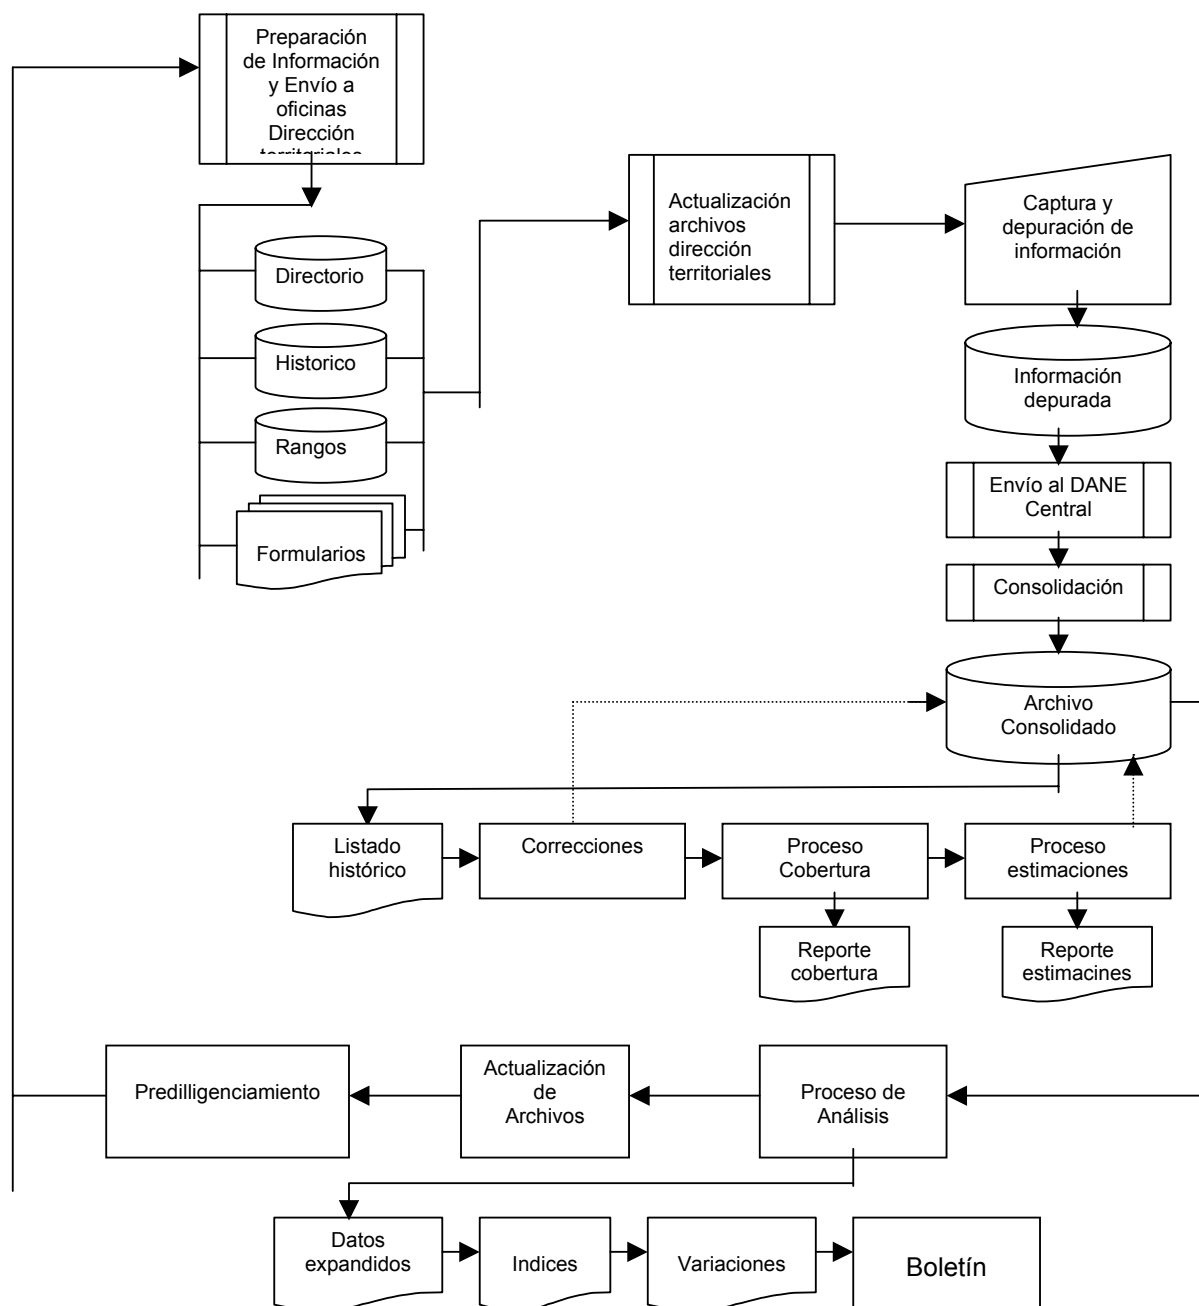 Preparación
de Información
y Envío a
oficinas
Dirección
territoriales
Directorio
Historico
Rangos
Formularios
Actualización
archivos
dirección
territoriales
Captura y
depuración de
información
Información
depurada
Envío al DANE
Central
Consolidación
Archivo
Consolidado
Listado
histórico
Correcciones
Proceso
Cobertura
Proceso
estimaciones
Reporte
cobertura
Reporte
estimacines
Predilligenciamiento
Actualización
de
Archivos
Proceso de
Análisis
Datos
expandidos
Indices
Variaciones
Boletín